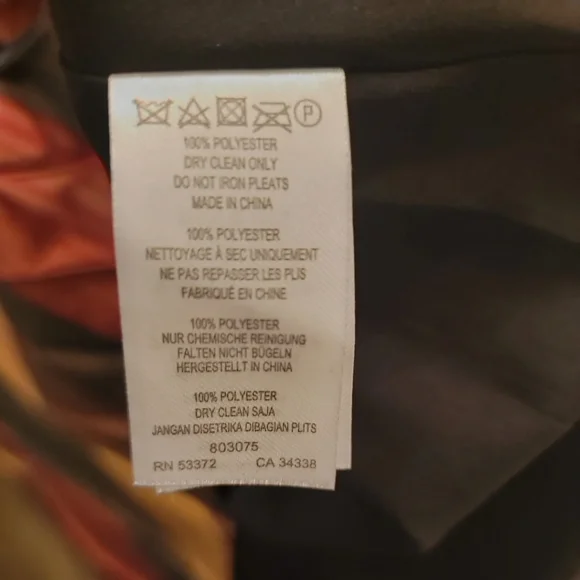 P
100% POLYESTER
DRY CLEAN ONLY
DO NOT IRON PLEATS
MADE IN CHINA
100% POLYESTER
NETTOYAGE À SEC UNIQUEMENT
NE PAS REPASSER LES PLIS
FABRIQUÉ EN CHINE
100% POLYESTER
NUR CHEMISCHE REINIGUNG
FALTEN NICHT BÜGELN
HERGESTELLT IN CHINA
100% POLYESTER
DRY CLEAN SAJA
JANGAN DISETRIKA DIBAGIAN PLITS
803075
RN 53372 CA 34338